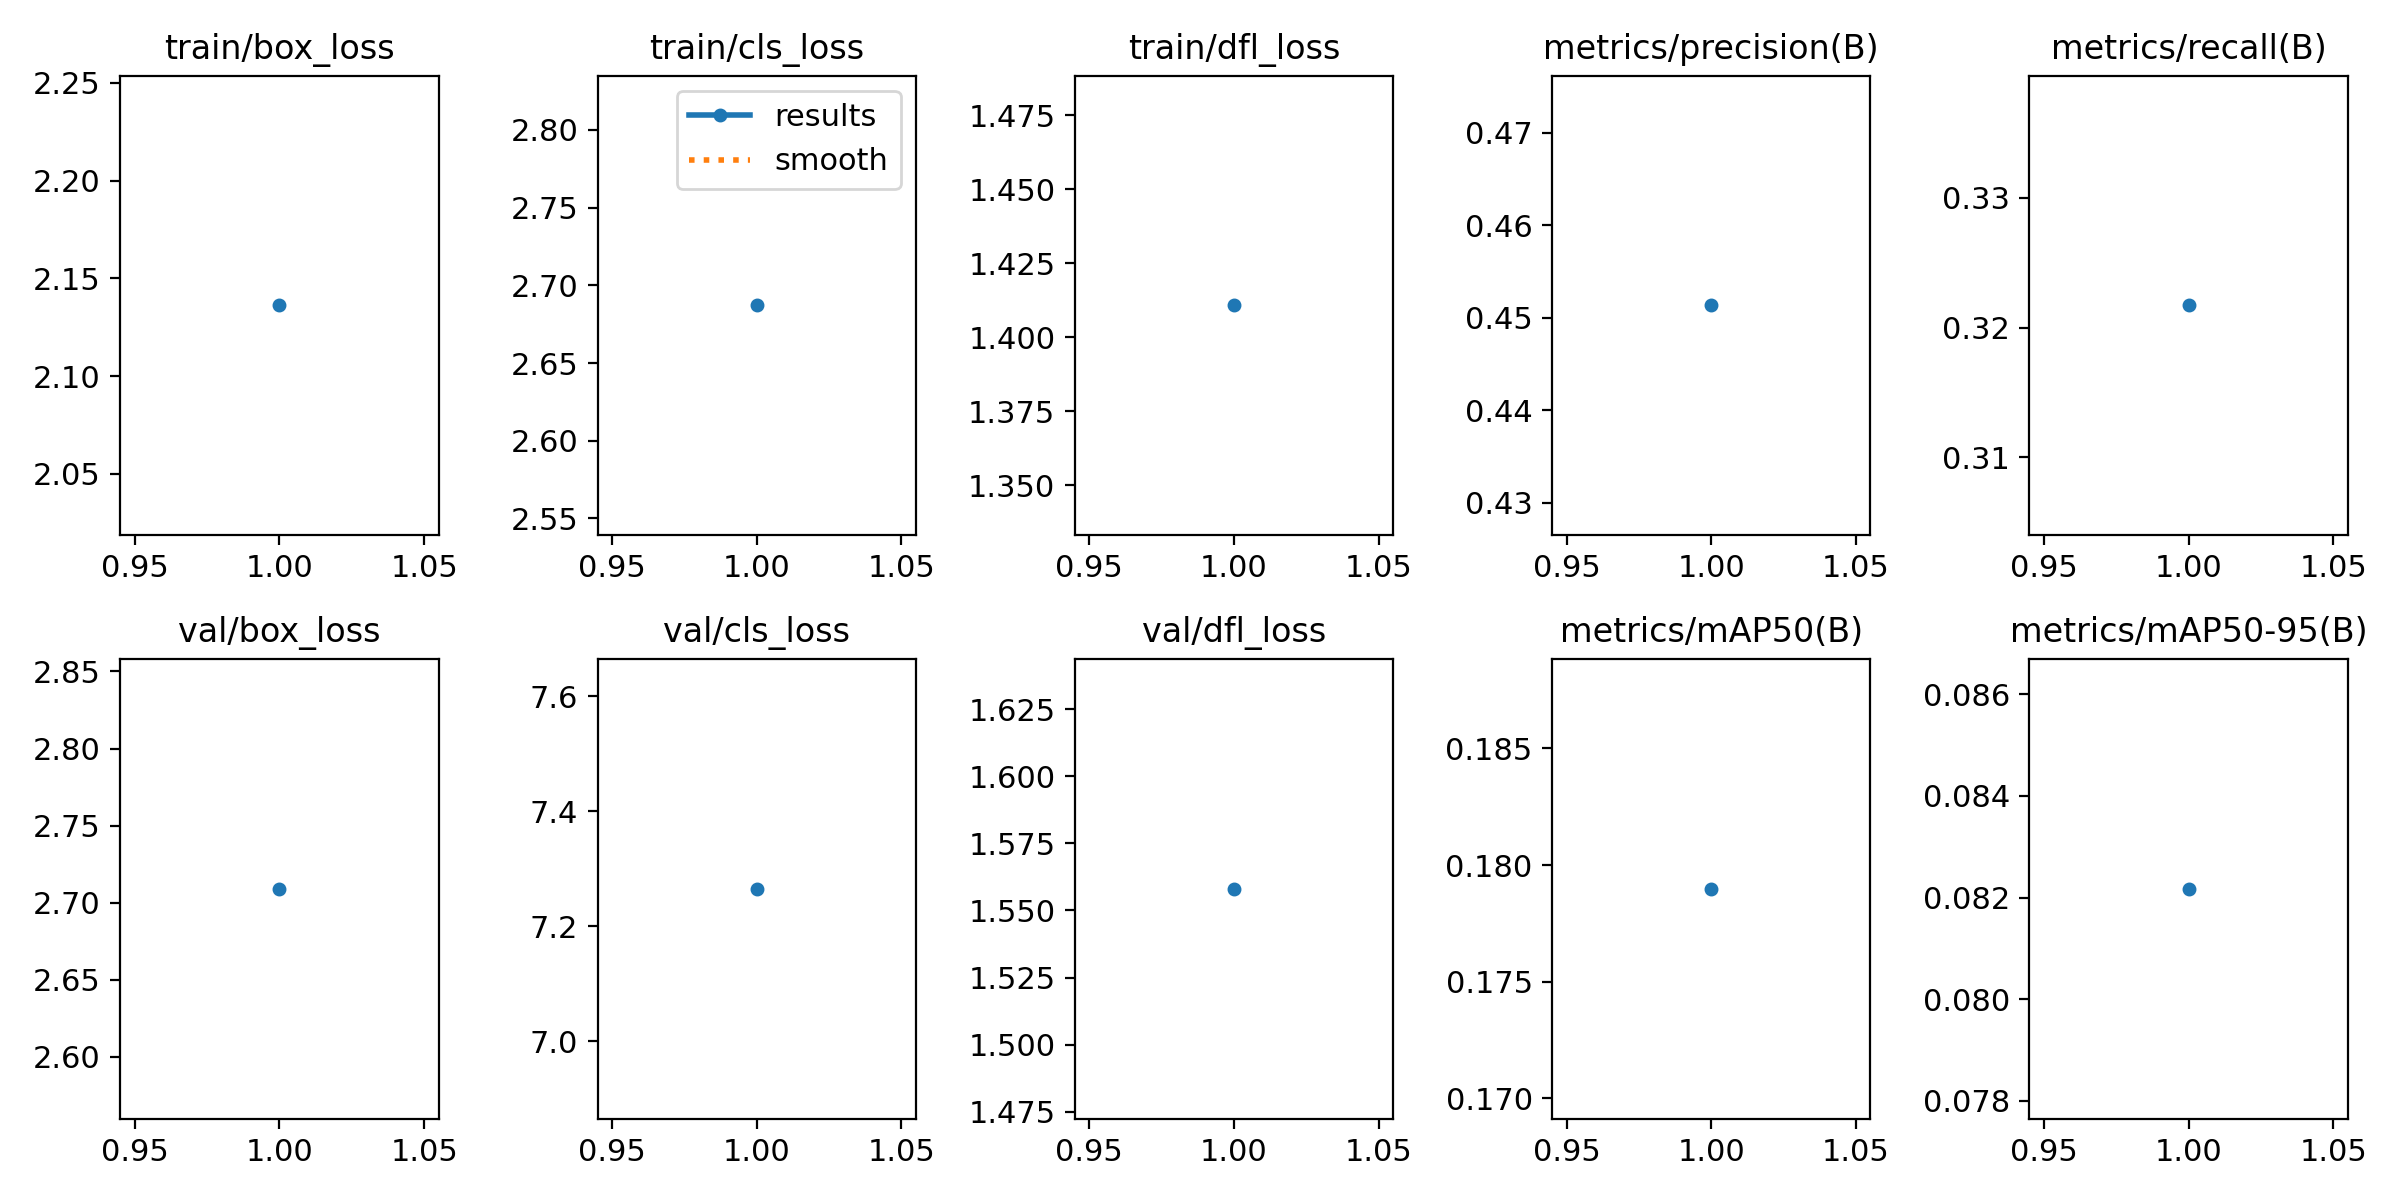 train/box_loss
2.25
2.20
2.15
2.10
2.05
0.95 1.00 1.05
train/cls_loss
results
smooth
2.80
2.75
2.70
2.65
2.60
2.55
0.95 1.00 1.05
train/dfl_loss
1.475
1.450
1.425
1.400
1.375
1.350
0.95 1.00 1.05
metrics/precision(B)
0.47
0.46
0.45
0.44
0.43
0.95 1.00 1.05
metrics/recall(B)
0.33
0.32
0.31
0.95 1.00 1.05
val/box_loss
2.85
2.80
2.75
2.70
2.65
2.60
0.95 1.00 1.05
val/cls_loss
7.6
7.4
7.2
7.0
0.95 1.00 1.05
val/dfl_loss
1.625
1.600
1.575
1.550
1.525
1.500
1.475
0.95 1.00 1.05
metrics/mAP50(B)
0.185
0.180
0.175
0.170
0.95 1.00 1.05
metrics/mAP50-95(B)
0.086
0.084
0.082
0.080
0.078
0.95 1.00 1.05